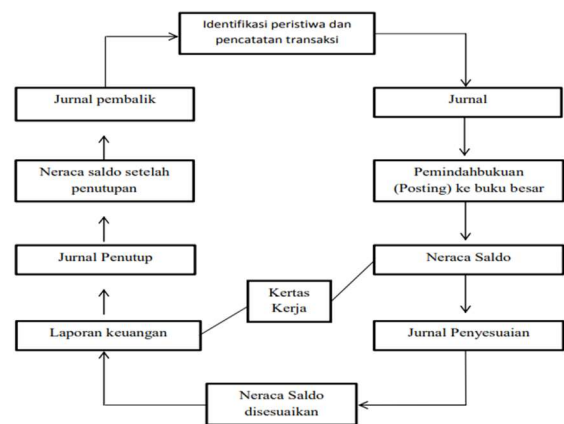 Identifikasi peristiwa dan
pencatatan transaksi
Jurnal pembalik
Jurnal
Neraca saldo setelah
penutupan
Pemindahbukuan
(Posting) ke buku besar
Jurnal Penutup
Neraca Saldo
Kertas
Kerja
Laporan keuangan
Jurnal Penyesuaian
Neraca Saldo
disesuaikan